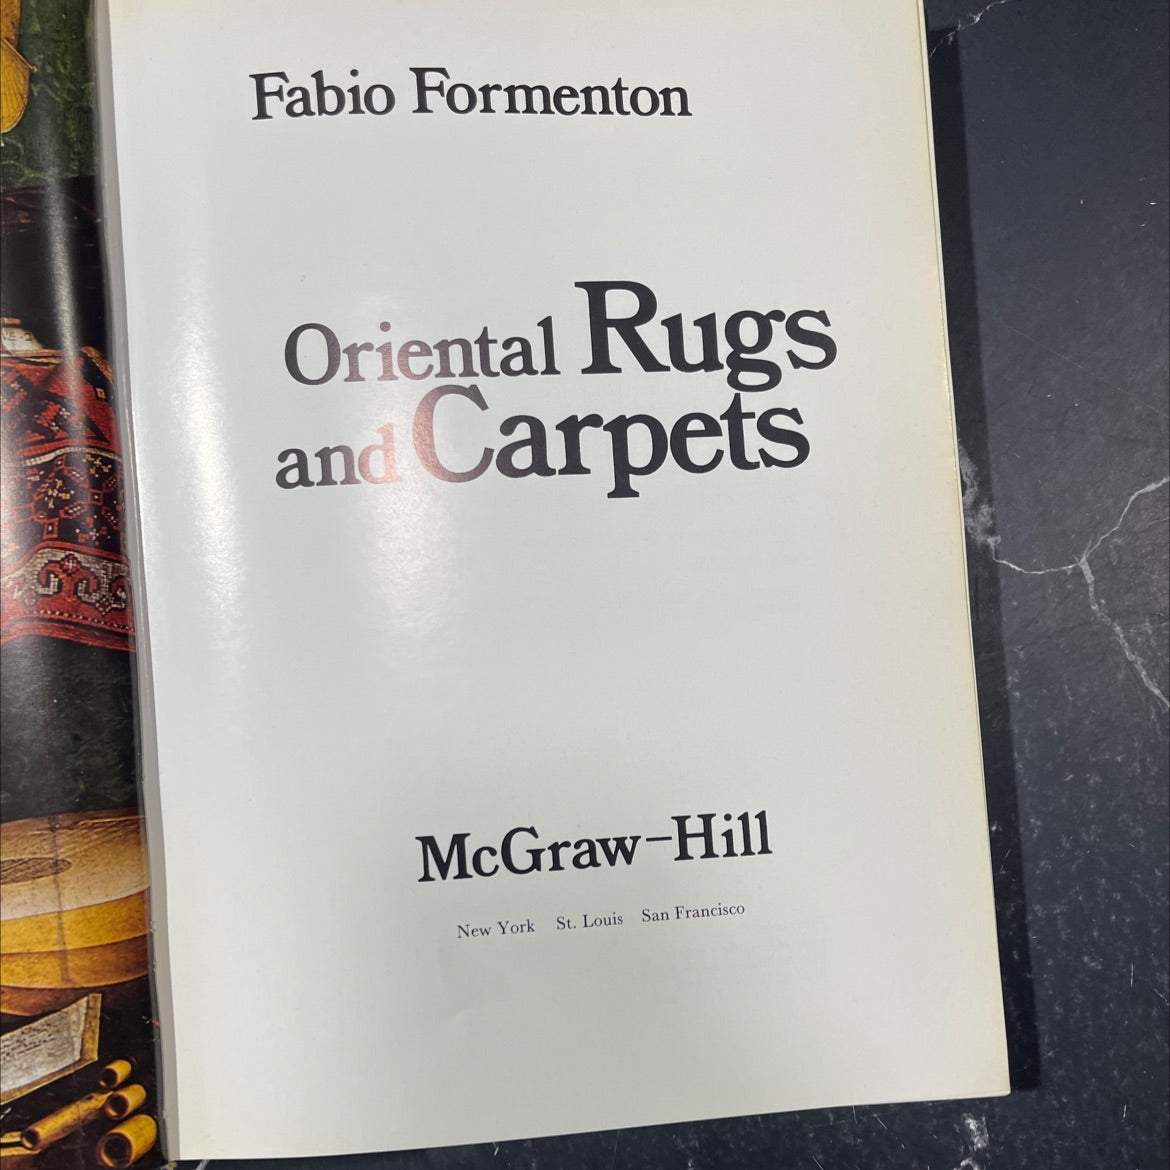 Fabio Formenton
Oriental Rugs
and Carpets
McGraw-Hill
New York St. Louis San Francisco